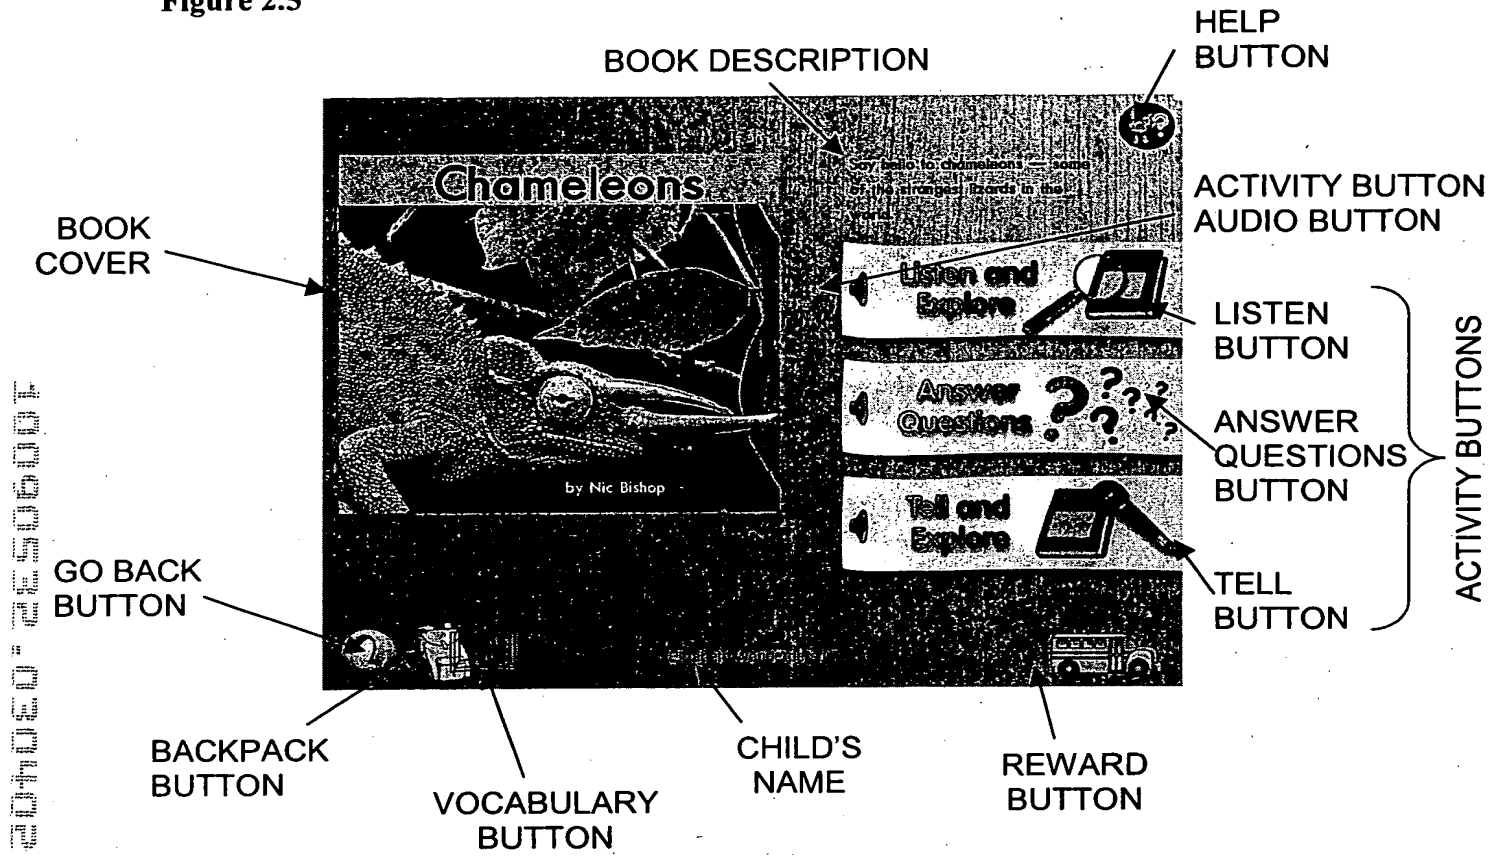 Figure 2.5
HELP
BUTTON
BOOK DESCRIPTION
Say hello to chameleons — some
of the strangest lizards in the
world.
Chameleons
ACTIVITY BUTTON
AUDIO BUTTON
BOOK
COVER
Listen and
Explore
LISTEN
BUTTON
Answer
Questions
ANSWER
QUESTIONS
BUTTON
ACTIVITY BUTTONS
by Nic Bishop
Tell and
Explore
GO BACK
BUTTON
TELL
BUTTON
BACKPACK
BUTTON
VOCABULARY
BUTTON
CHILD'S
NAME
REWARD
BUTTON